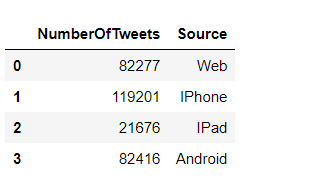 NumberOfTweets Source
0 82277 Web
1 119201 IPhone
2 21676 IPad
3 82416 Android